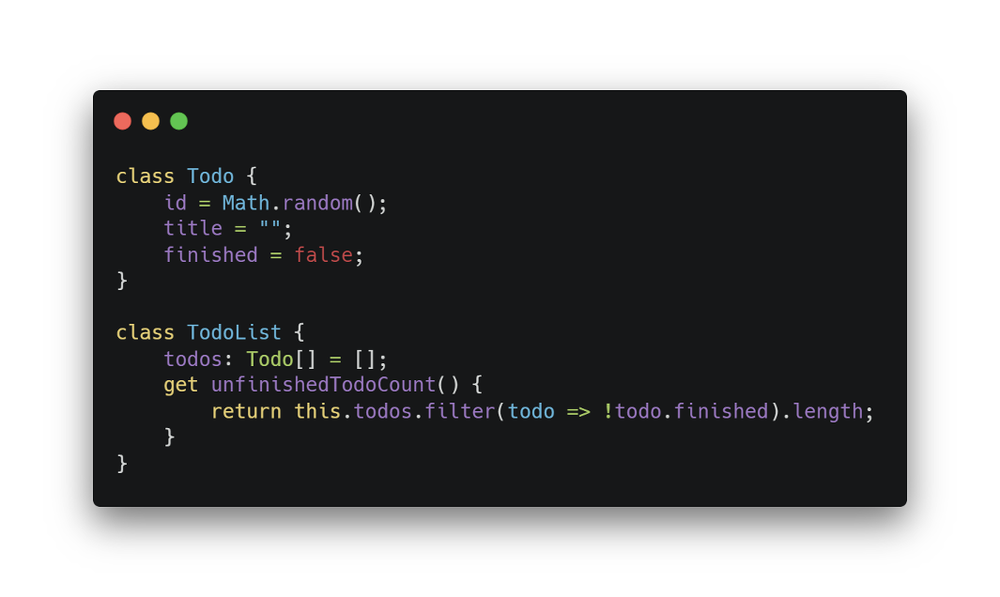 class Todo {
    id = Math.random();
    title = "";
    finished = false;
}

class TodoList {
    todos: Todo[] = [];
    get unfinishedTodoCount() {
        return this.todos.filter(todo => !todo.finished).length;
    }
}